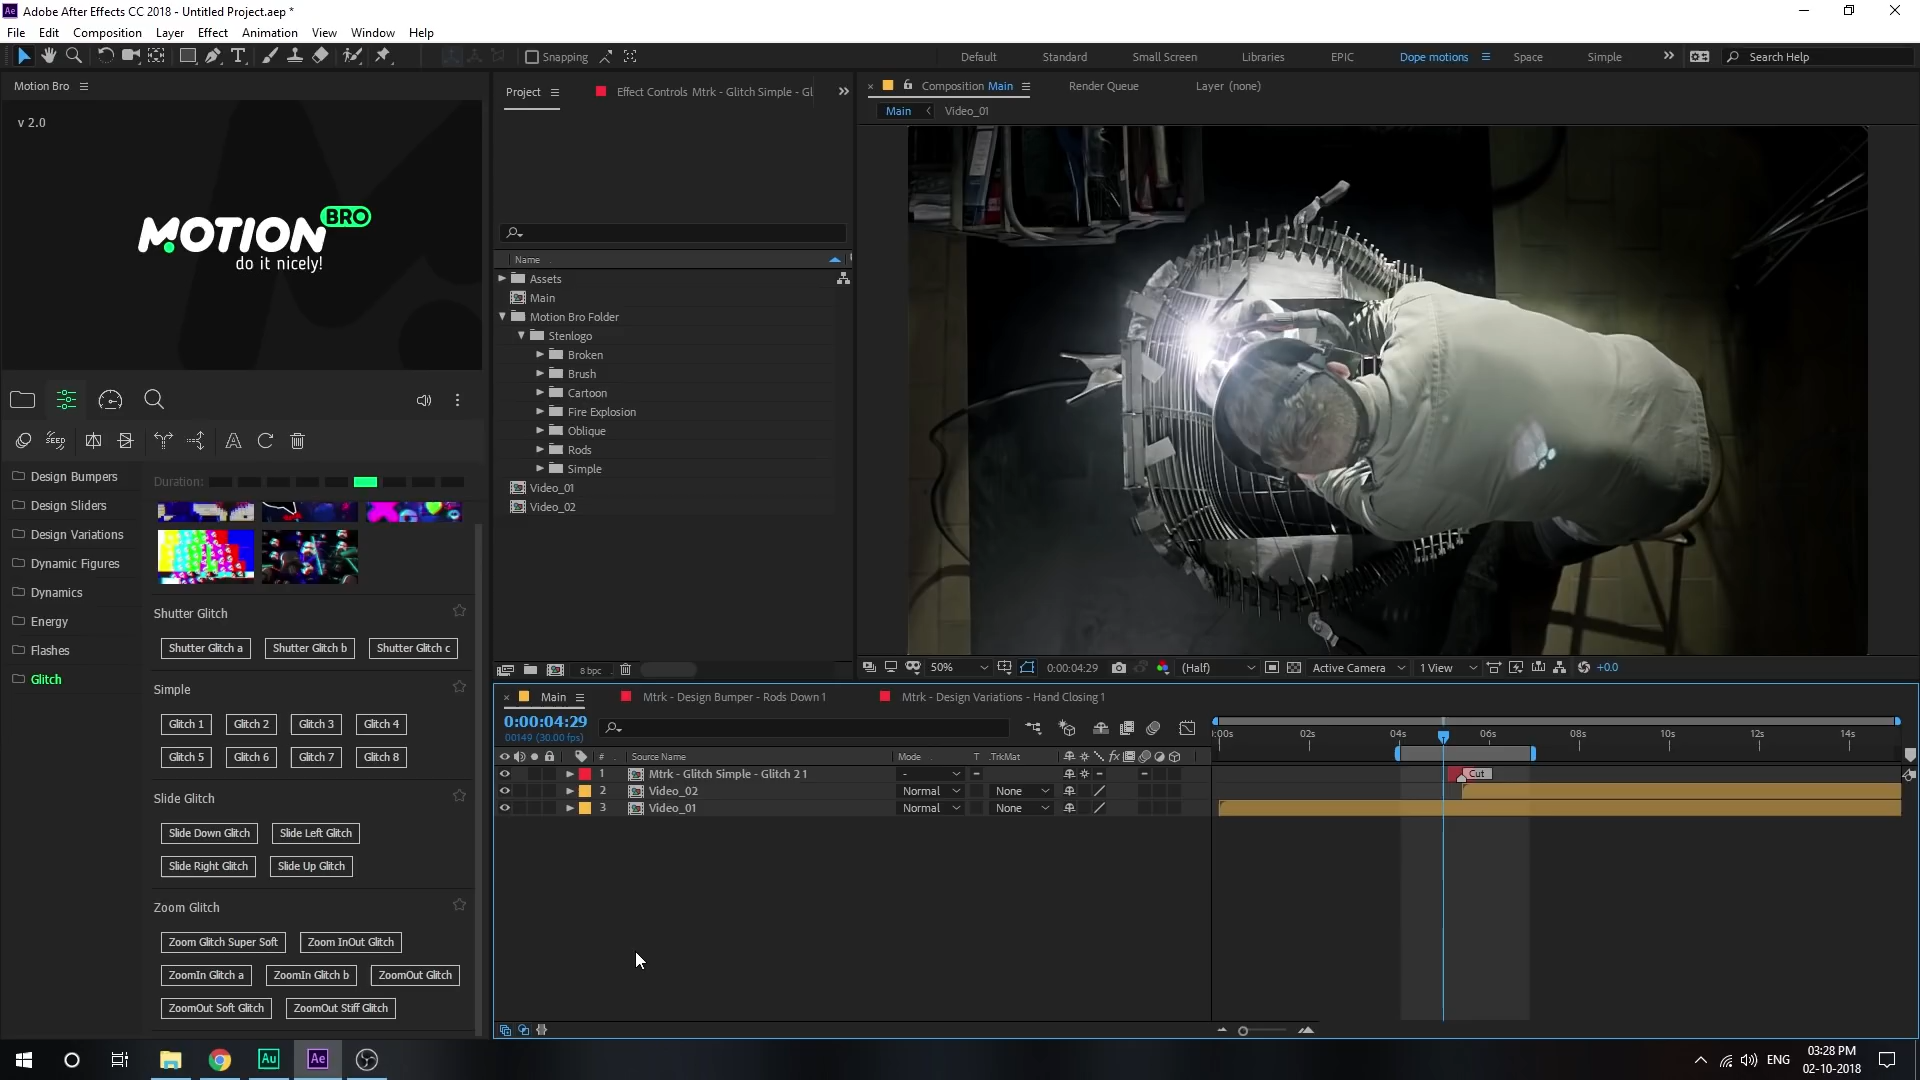 Adobe After Effects CC 2018 - Untitled Project.aep *
File Edit Composition Layer Effect Animation View Window Help
Snapping
Default Standard Small Screen Libraries EPIC Dope motions Space Simple Search Help
Motion Bro
v 2.0
MOTION BRO
do it nicely!
Duration:
Design Bumpers
Design Sliders
Design Variations
Dynamic Figures
Dynamics
Energy
Flashes
Glitch
Shutter Glitch
Shutter Glitch a Shutter Glitch b Shutter Glitch c
Simple
Glitch 1 Glitch 2 Glitch 3 Glitch 4
Glitch 5 Glitch 6 Glitch 7 Glitch 8
Slide Glitch
Slide Down Glitch Slide Left Glitch
Slide Right Glitch Slide Up Glitch
Zoom Glitch
Zoom Glitch Super Soft Zoom InOut Glitch
ZoomIn Glitch a ZoomIn Glitch b ZoomOut Glitch
ZoomOut Soft Glitch ZoomOut Stiff Glitch
Project Effect Controls Mtrk - Glitch Simple - Gl
Name
Assets
Main
Motion Bro Folder
Stenlogo
Broken
Brush
Cartoon
Fire Explosion
Oblique
Rods
Simple
Video_01
Video_02
8 bpc
Composition Main Render Queue Layer (none)
Main Video_01
50% 0:00:04:29 (Half) Active Camera 1 View +0.0
Main Mtrk - Design Bumper - Rods Down 1 Mtrk - Design Variations - Hand Closing 1
0:00:04:29
00149 (30.00 fps)
# Source Name Mode T .TrkMat fx
1 Mtrk - Glitch Simple - Glitch 2 1 -
2 Video_02 Normal None
3 Video_01 Normal None
:00s 02s 04s 06s 08s 10s 12s 14s
Cut
Au Ae ENG 03:28 PM
02-10-2018